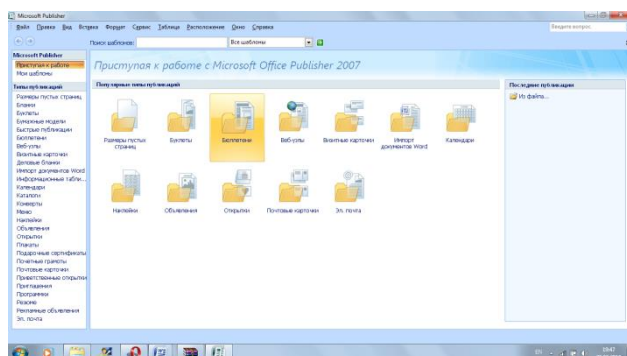 Microsoft Publisher
Файл Правка Вид Вставка Формат Сервис Таблица Расположение Окно Справка
Введите вопрос
Поиск шаблонов: Все шаблоны
Microsoft Publisher
Приступая к работе
Мои шаблоны
Типы публикаций
Размеры пустых страниц
Бланки
Буклеты
Бумажные модели
Быстрые публикации
Бюллетени
Веб-узлы
Визитные карточки
Деловые бланки
Импорт документов Word
Информационные табли...
Календари
Каталоги
Конверты
Меню
Наклейки
Объявления
Открытки
Плакаты
Подарочные сертификаты
Почетные грамоты
Почтовые карточки
Приветственные открытки
Приглашения
Программки
Резюме
Рекламные объявления
Эл. почта
Приступая к работе с Microsoft Office Publisher 2007
Популярные типы публикаций
Размеры пустых страниц
Буклеты
Бюллетени
Веб-узлы
Визитные карточки
Импорт документов Word
Календари
Наклейки
Объявления
Открытки
Почтовые карточки
Эл. почта
Последние публикации
Из файла...
EN
16:47